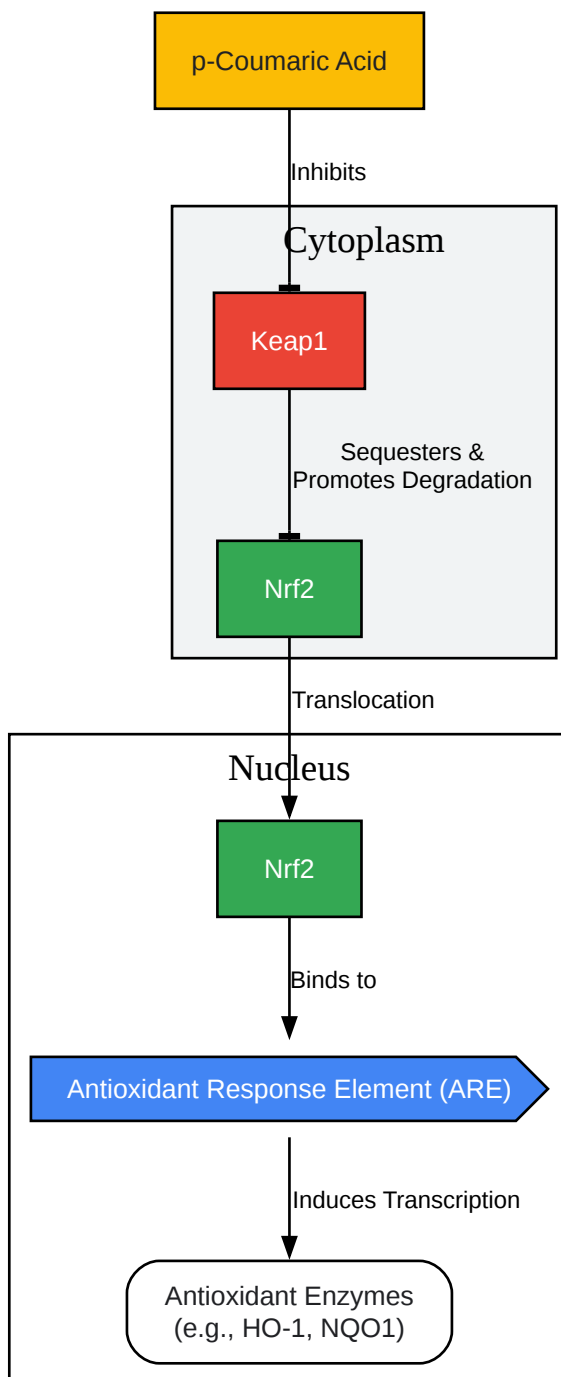 p-Coumaric Acid
Inhibits
Cytoplasm
Keap1
Sequesters &
Promotes Degradation
Nrf2
Translocation
Nucleus
Nrf2
Binds to
Antioxidant Response Element (ARE)
Induces Transcription
Antioxidant Enzymes
(e.g., HO-1, NQO1)